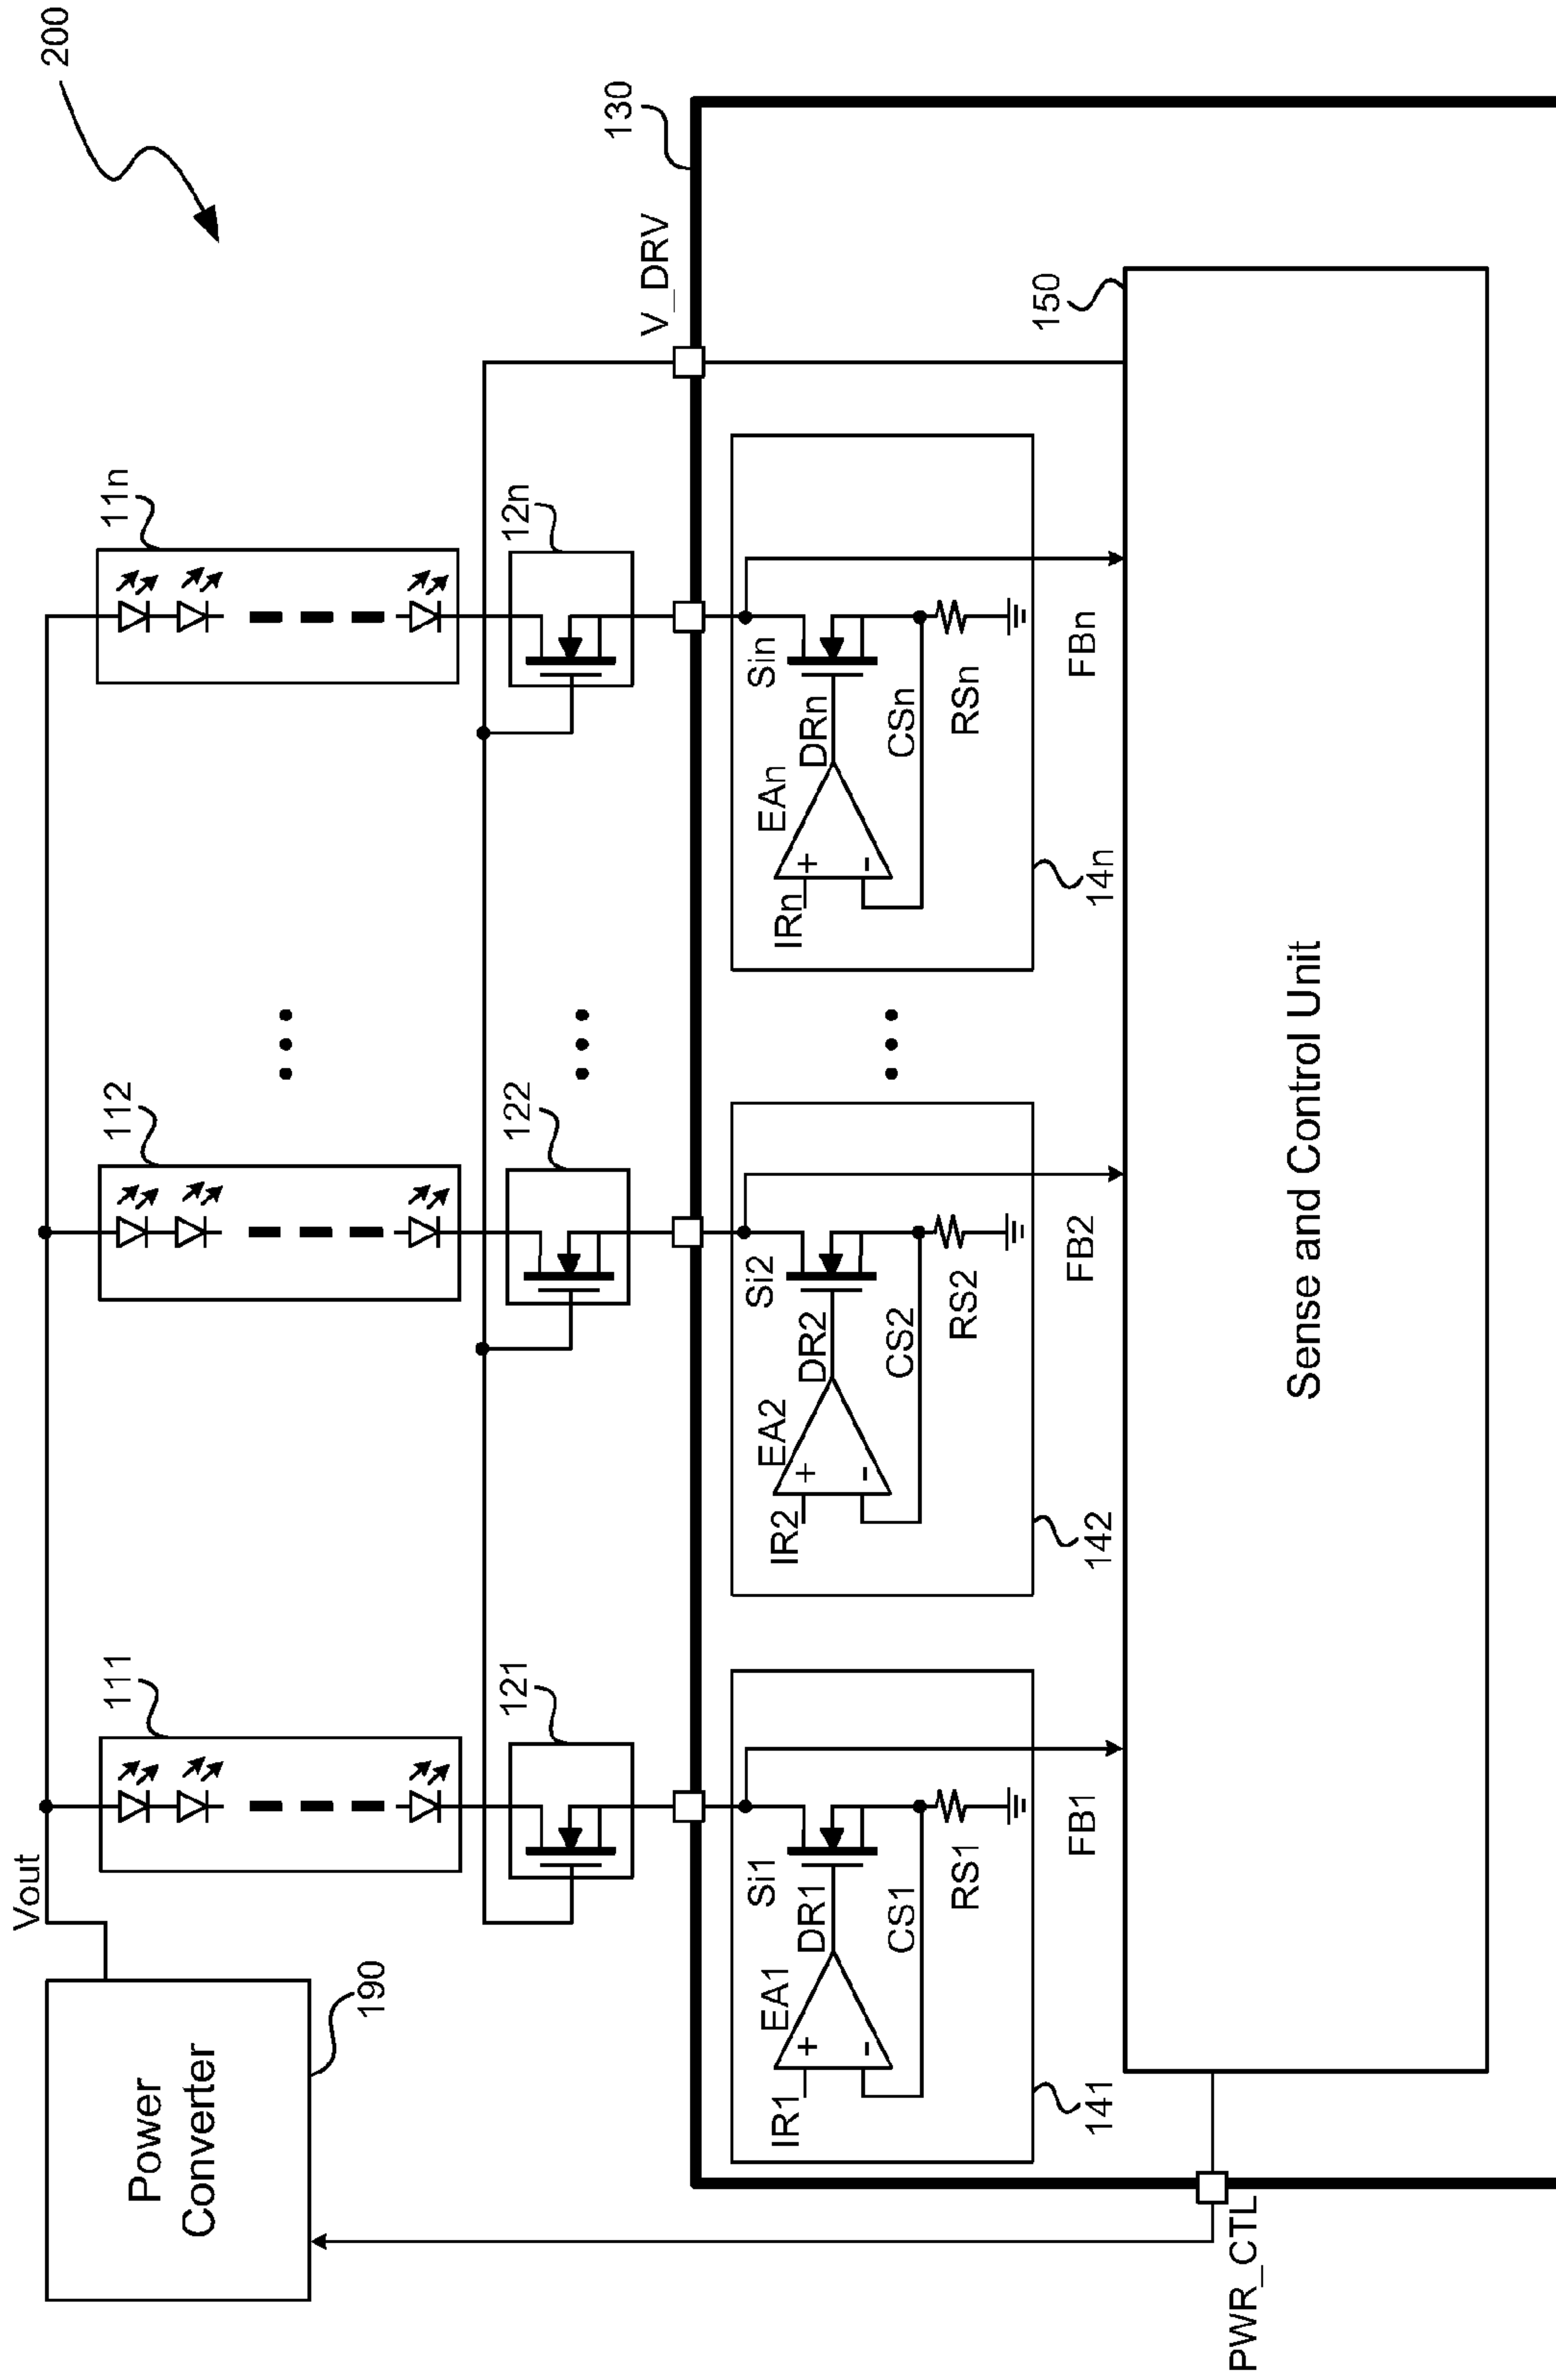 200
Vout
Power
Converter
190
111
112
11n
121
122
12n
V_DRV
130
IR1
+
-
EA1
DR1
Si1
CS1
RS1
FB1
141
IR2
+
-
EA2
DR2
Si2
CS2
RS2
FB2
142
IRn
+
-
EAn
DRn
Sin
CSn
RSn
FBn
14n
150
Sense and Control Unit
PWR_CTL